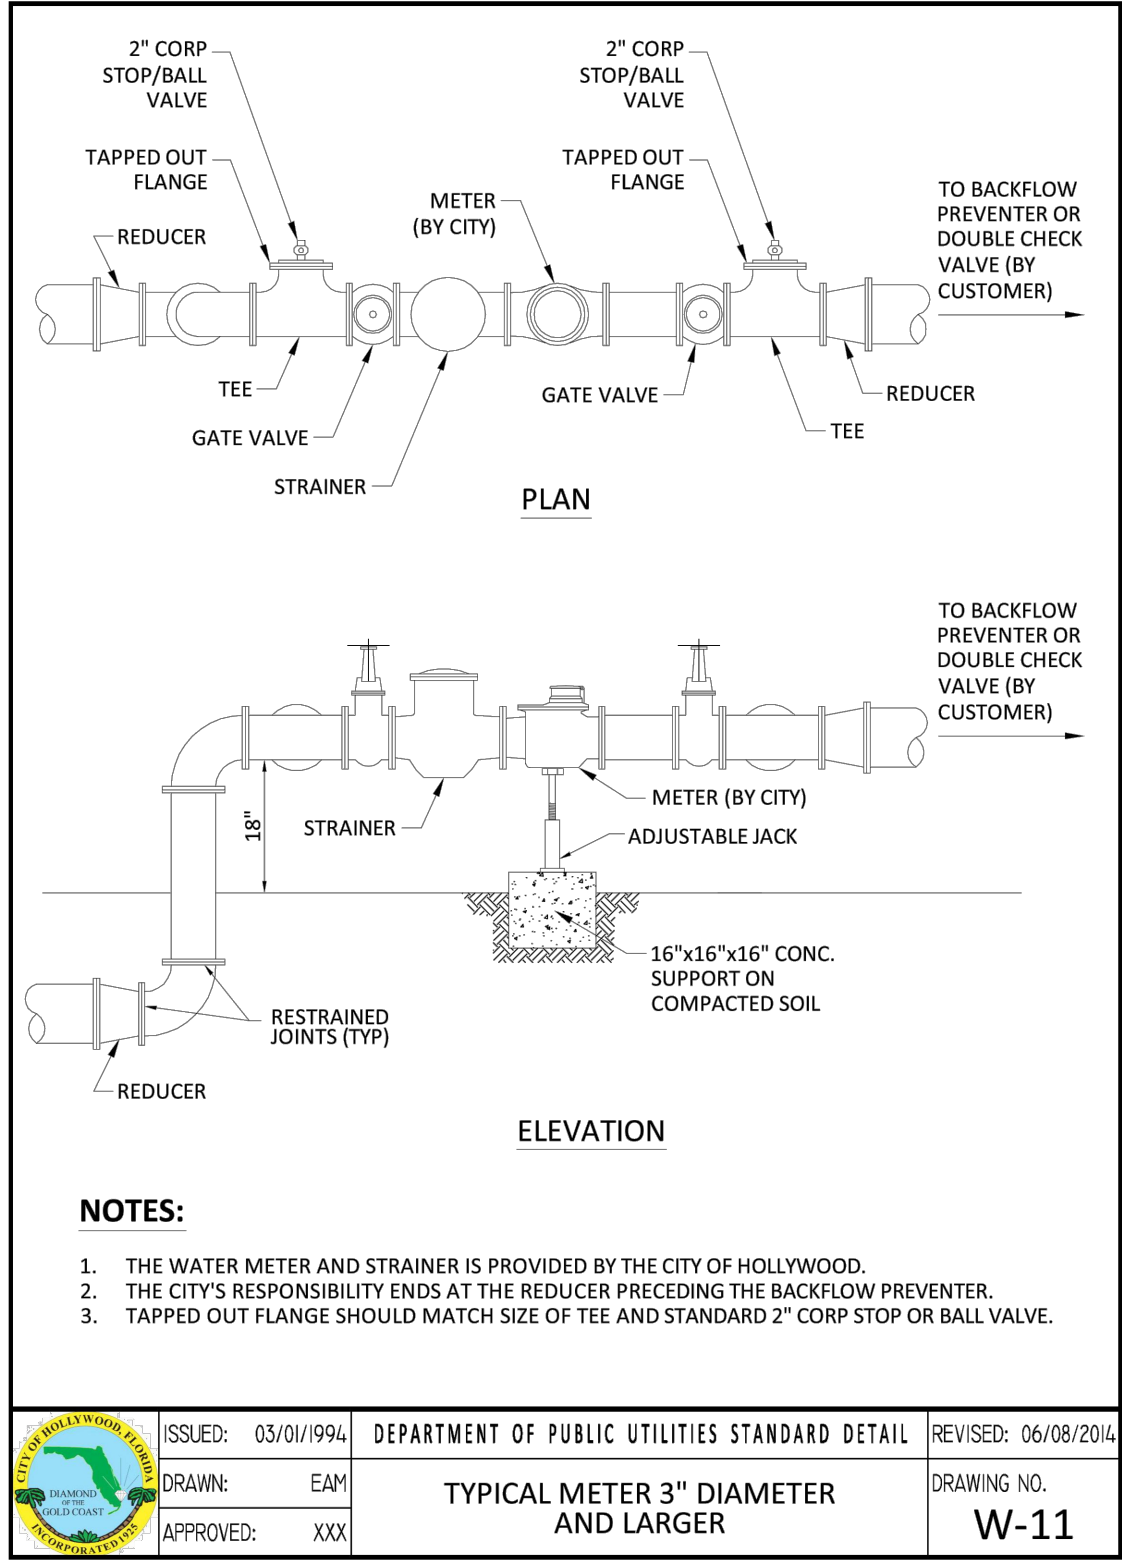 2" CORP
STOP/BALL
VALVE
2" CORP
STOP/BALL
VALVE
TAPPED OUT
FLANGE
TAPPED OUT
FLANGE
METER
(BY CITY)
TO BACKFLOW
PREVENTER OR
DOUBLE CHECK
VALVE (BY
CUSTOMER)
REDUCER
TEE
GATE VALVE
REDUCER
GATE VALVE
TEE
STRAINER
PLAN
TO BACKFLOW
PREVENTER OR
DOUBLE CHECK
VALVE (BY
CUSTOMER)
METER (BY CITY)
18"
STRAINER
ADJUSTABLE JACK
16"x16"x16" CONC.
SUPPORT ON
COMPACTED SOIL
RESTRAINED
JOINTS (TYP)
REDUCER
ELEVATION
NOTES:
1. THE WATER METER AND STRAINER IS PROVIDED BY THE CITY OF HOLLYWOOD.
2. THE CITY'S RESPONSIBILITY ENDS AT THE REDUCER PRECEDING THE BACKFLOW PREVENTER.
3. TAPPED OUT FLANGE SHOULD MATCH SIZE OF TEE AND STANDARD 2" CORP STOP OR BALL VALVE.
CITY OF HOLLYWOOD, FLORIDA
DIAMOND
OF THE
GOLD COAST
INCORPORATED 1925
ISSUED: 03/01/1994
DRAWN: EAM
APPROVED: XXX
DEPARTMENT OF PUBLIC UTILITIES STANDARD DETAIL
TYPICAL METER 3" DIAMETER
AND LARGER
REVISED: 06/08/2014
DRAWING NO.
W-11